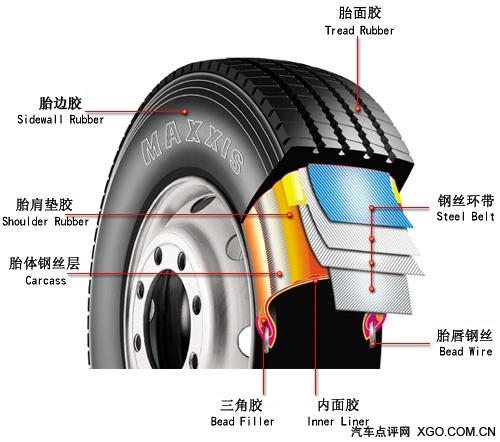 胎面胶
Tread Rubber
胎边胶
Sidewall Rubber
MAXXIS
胎肩垫胶
Shoulder Rubber
钢丝环带
Steel Belt
胎体钢丝层
Carcass
胎唇钢丝
Bead Wire
三角胶
Bead Filler
内面胶
Inner Liner
汽车点评网 XGO.COM.CN